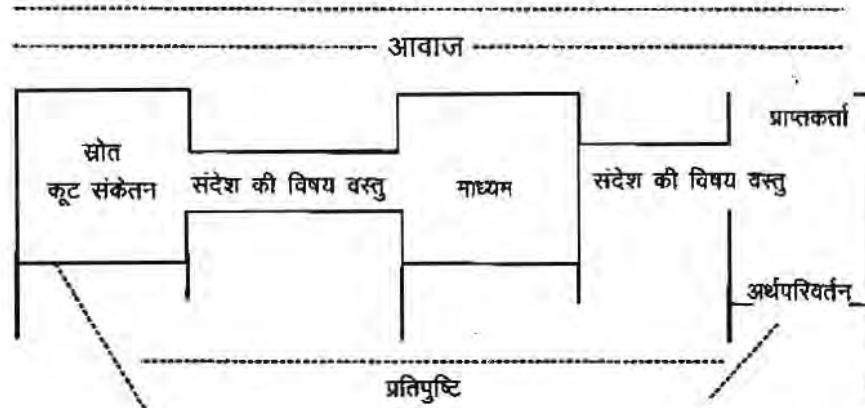 आवाज
स्रोत
कूट संकेतन
संदेश की विषय वस्तु
माध्यम
संदेश की विषय वस्तु
प्राप्तकर्ता
अर्थपरिवर्तन
प्रतिपुष्टि